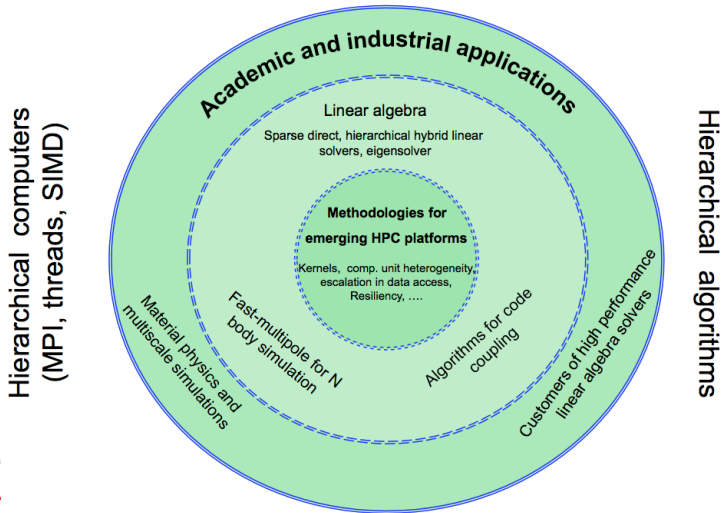 Academic and industrial applications
Hierarchical computers
(MPI, threads, SIMD)
Linear algebra
Sparse direct, hierarchical hybrid linear
solvers, eigensolver
Methodologies for
emerging HPC platforms
Kernels, comp. unit heterogeneity,
escalation in data access,
Resiliency, ....
Fast-multipole for N
body simulation
Algorithms for code
coupling
Material physics and
multiscale simulations
Customers of high performance
linear algebra solvers
Hierarchical algorithms